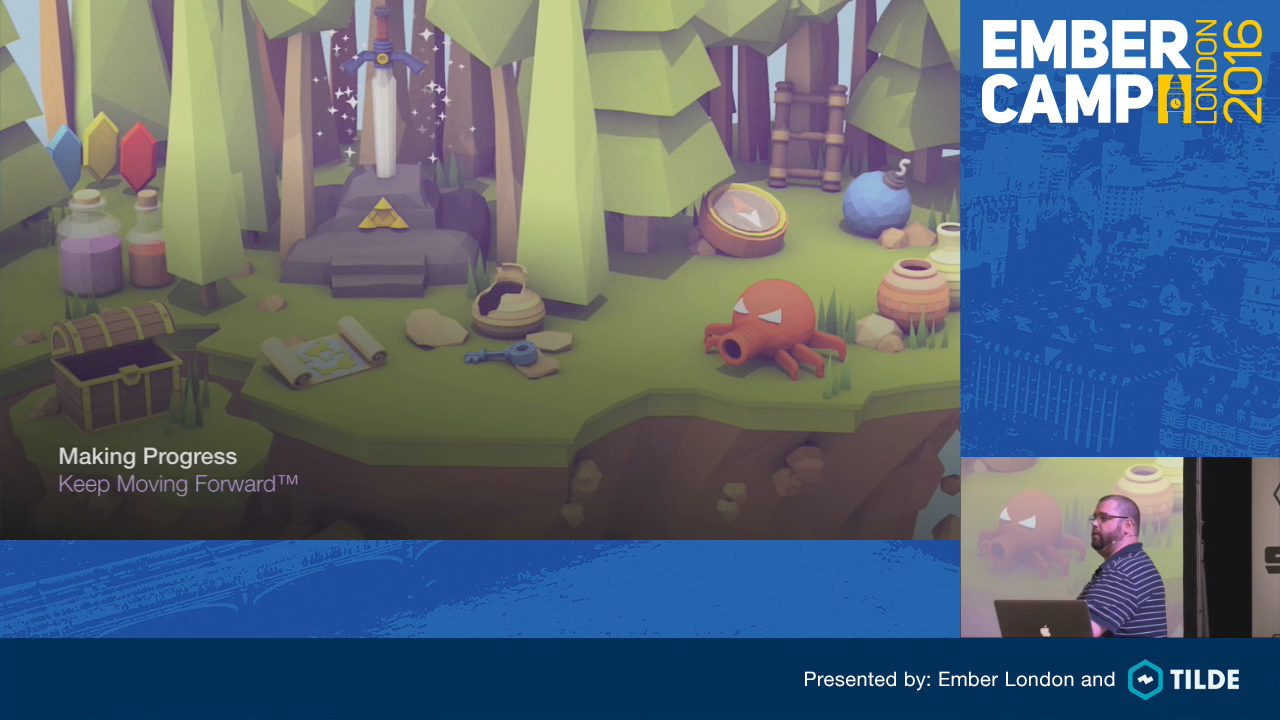 EMBER
CAMP
LONDON
2016
Making Progress
Keep Moving Forward™
Presented by: Ember London and
TILDE